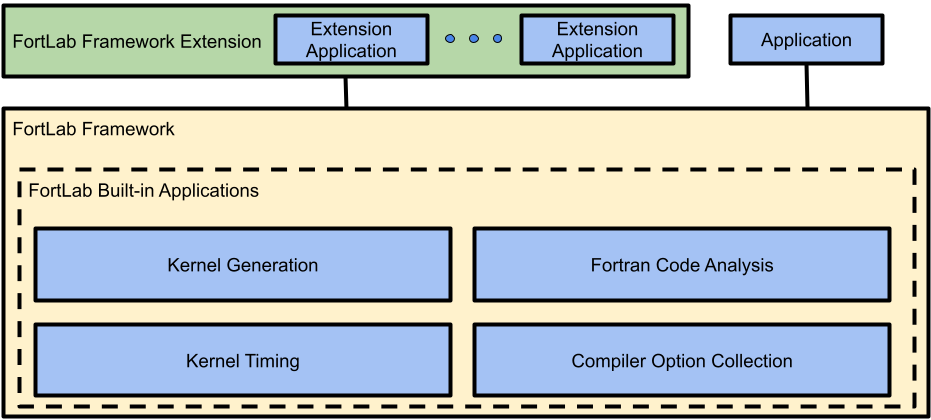 FortLab Framework Extension
Extension
Application
Extension
Application
Application
FortLab Framework
FortLab Built-in Applications
Kernel Generation
Fortran Code Analysis
Kernel Timing
Compiler Option Collection